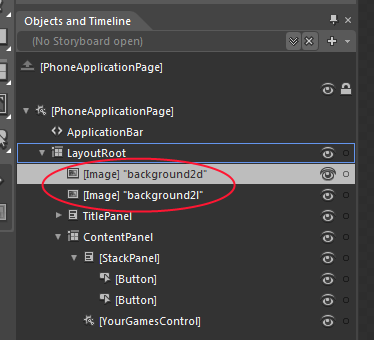 Objects and Timeline
(No Storyboard open)
[PhoneApplicationPage]
[PhoneApplicationPage]
ApplicationBar
LayoutRoot
[Image] "background2d"
[Image] "background2l"
TitlePanel
ContentPanel
[StackPanel]
[Button]
[Button]
[YourGamesControl]